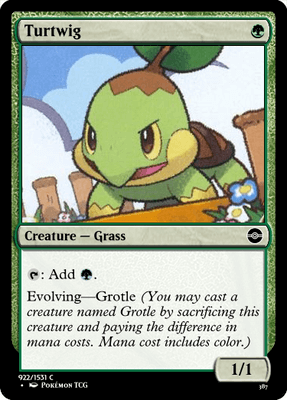 Turtwig
Creature — Grass
: Add .
Evolving—Grotle (You may cast a
creature named Grotle by sacrificing this
creature and paying the difference in
mana costs. Mana cost includes color.)
1/1
922/1531 C
• Pokémon TCG
387